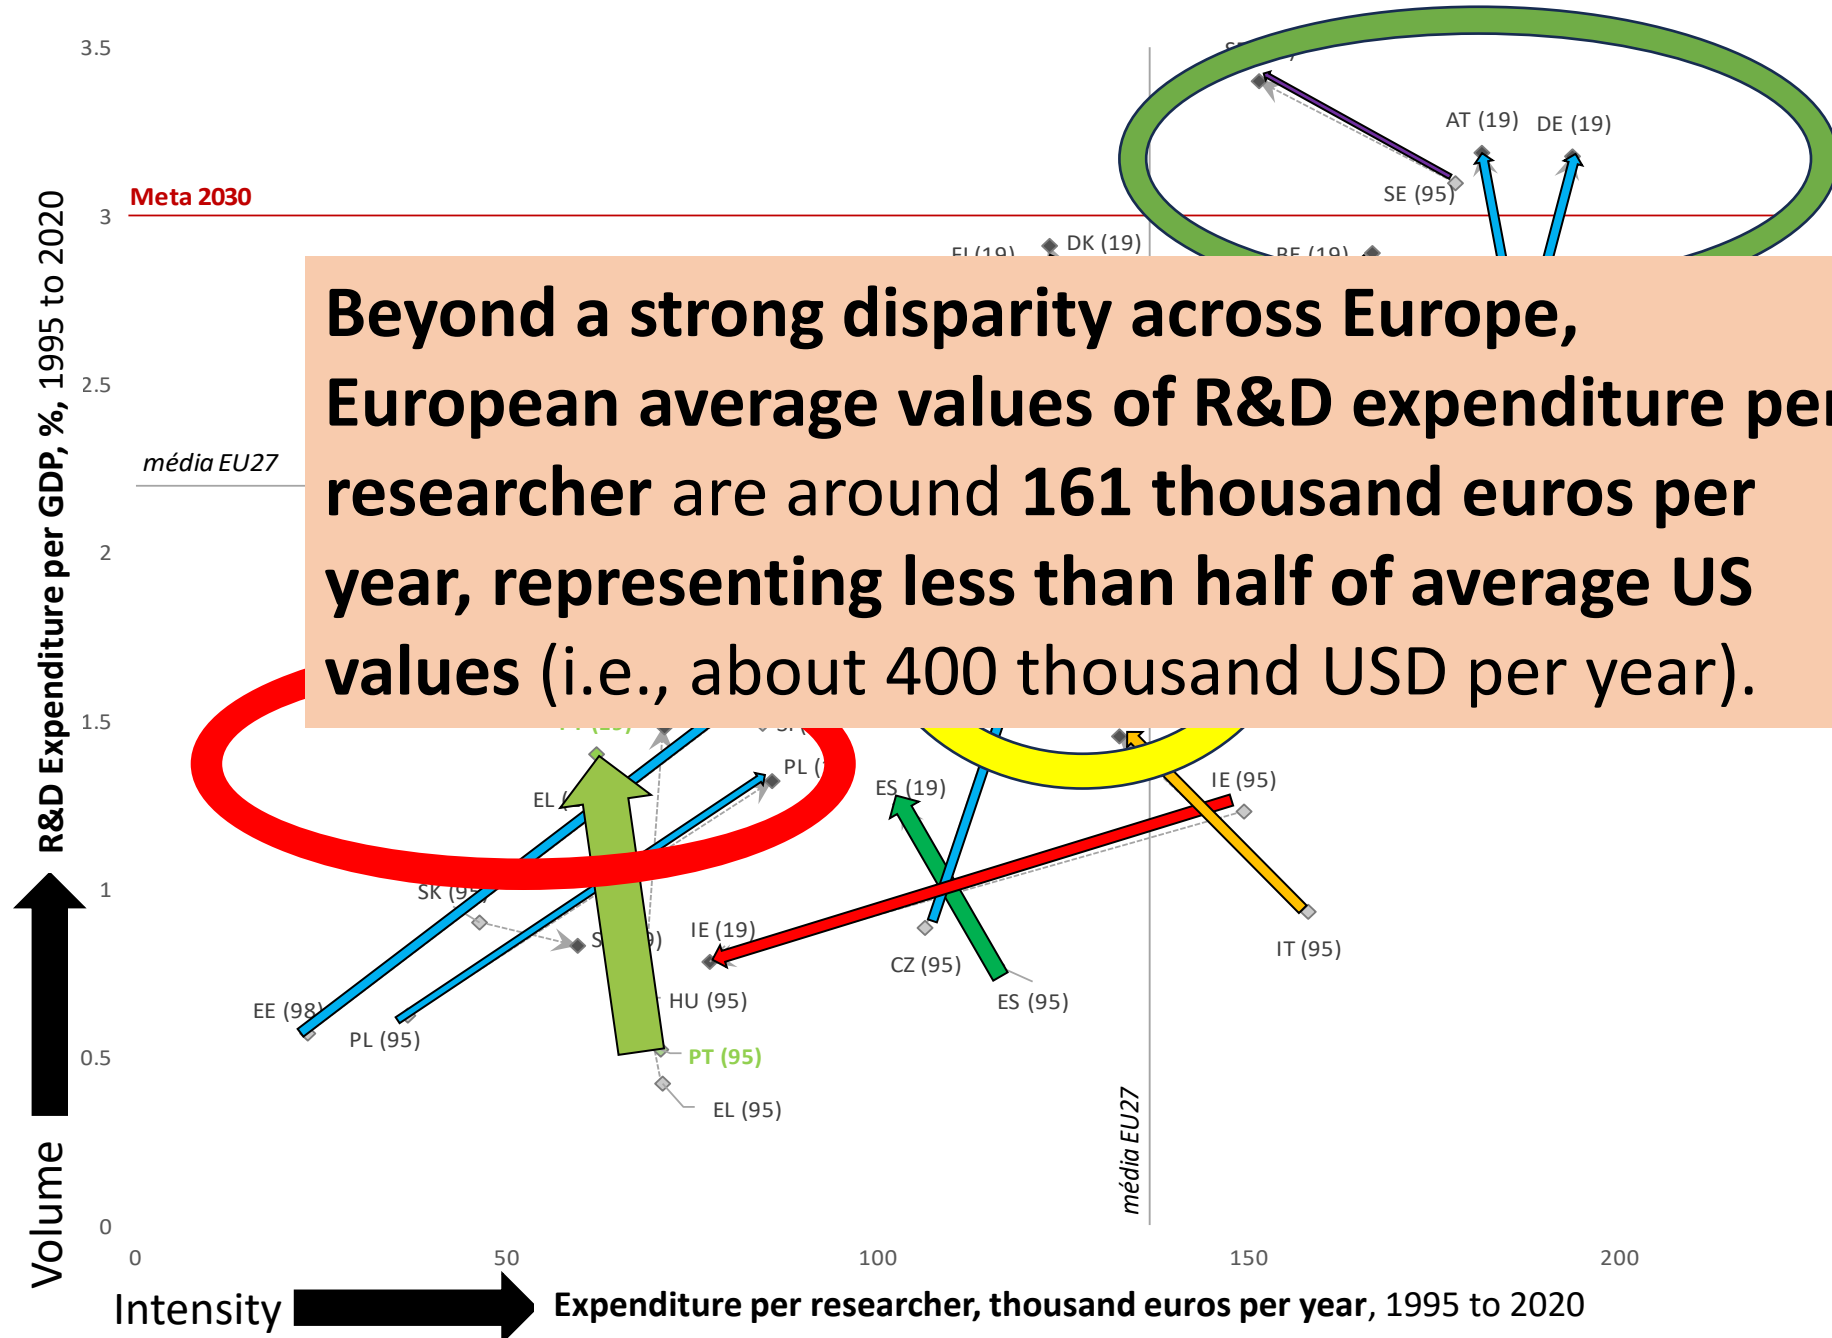 3.5
AT (19) DE (19)
SE (95)
Meta 2030
3
DK (19)
(19)
(19)
Beyond a strong disparity across Europe,
European average values of R&D expenditure per
researcher are around 161 thousand euros per
year, representing less than half of average US
values (i.e., about 400 thousand USD per year).
2.5
média EU27
2
1.5
PL
IE (95)
ES (19)
EL
1
SK
IE (19)
IT (95)
CZ (95)
HU (95)
ES (95)
EE (98)
PL (95)
PT (95)
0.5
EL (95)
média EU27
0
0 50 100 150 200
R&D Expenditure per GDP, %, 1995 to 2020
Volume
Intensity
Expenditure per researcher, thousand euros per year, 1995 to 2020